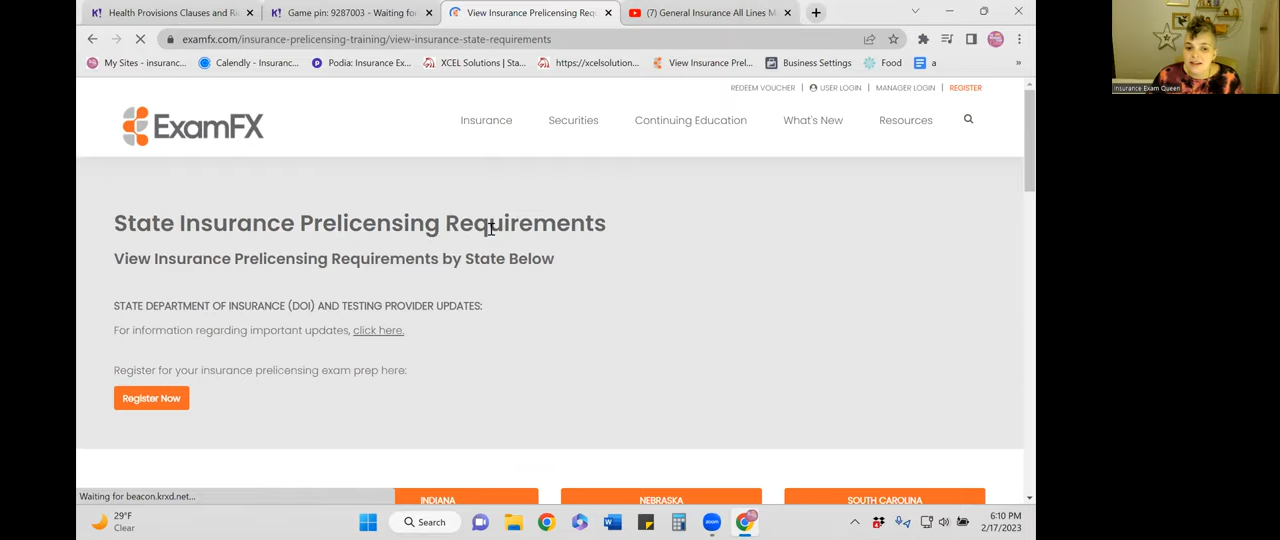 Health Provisions Clauses and Ri
Game pin: 9287003 - Waiting for
View Insurance Prelicensing Requ
(7) General Insurance All Lines M
examfx.com/insurance-prelicensing-training/view-insurance-state-requirements
My Sites - insuranc...
Calendly - Insuranc...
Podia: Insurance Ex...
XCEL Solutions | Sta...
https://xcelsolution...
View Insurance Prel...
Business Settings
Food
a
»
REDEEM VOUCHER | USER LOGIN | MANAGER LOGIN | REGISTER
ExamFX
Insurance
Securities
Continuing Education
What's New
Resources
State Insurance Prelicensing Requirements
View Insurance Prelicensing Requirements by State Below
STATE DEPARTMENT OF INSURANCE (DOI) AND TESTING PROVIDER UPDATES:
For information regarding important updates, click here.
Register for your insurance prelicensing exam prep here:
Register Now
Waiting for beacon.krxd.net...
INDIANA
NEBRASKA
SOUTH CAROLINA
29°F
Clear
Search
zoom
6:10 PM
2/17/2023
Insurance Exam Queen